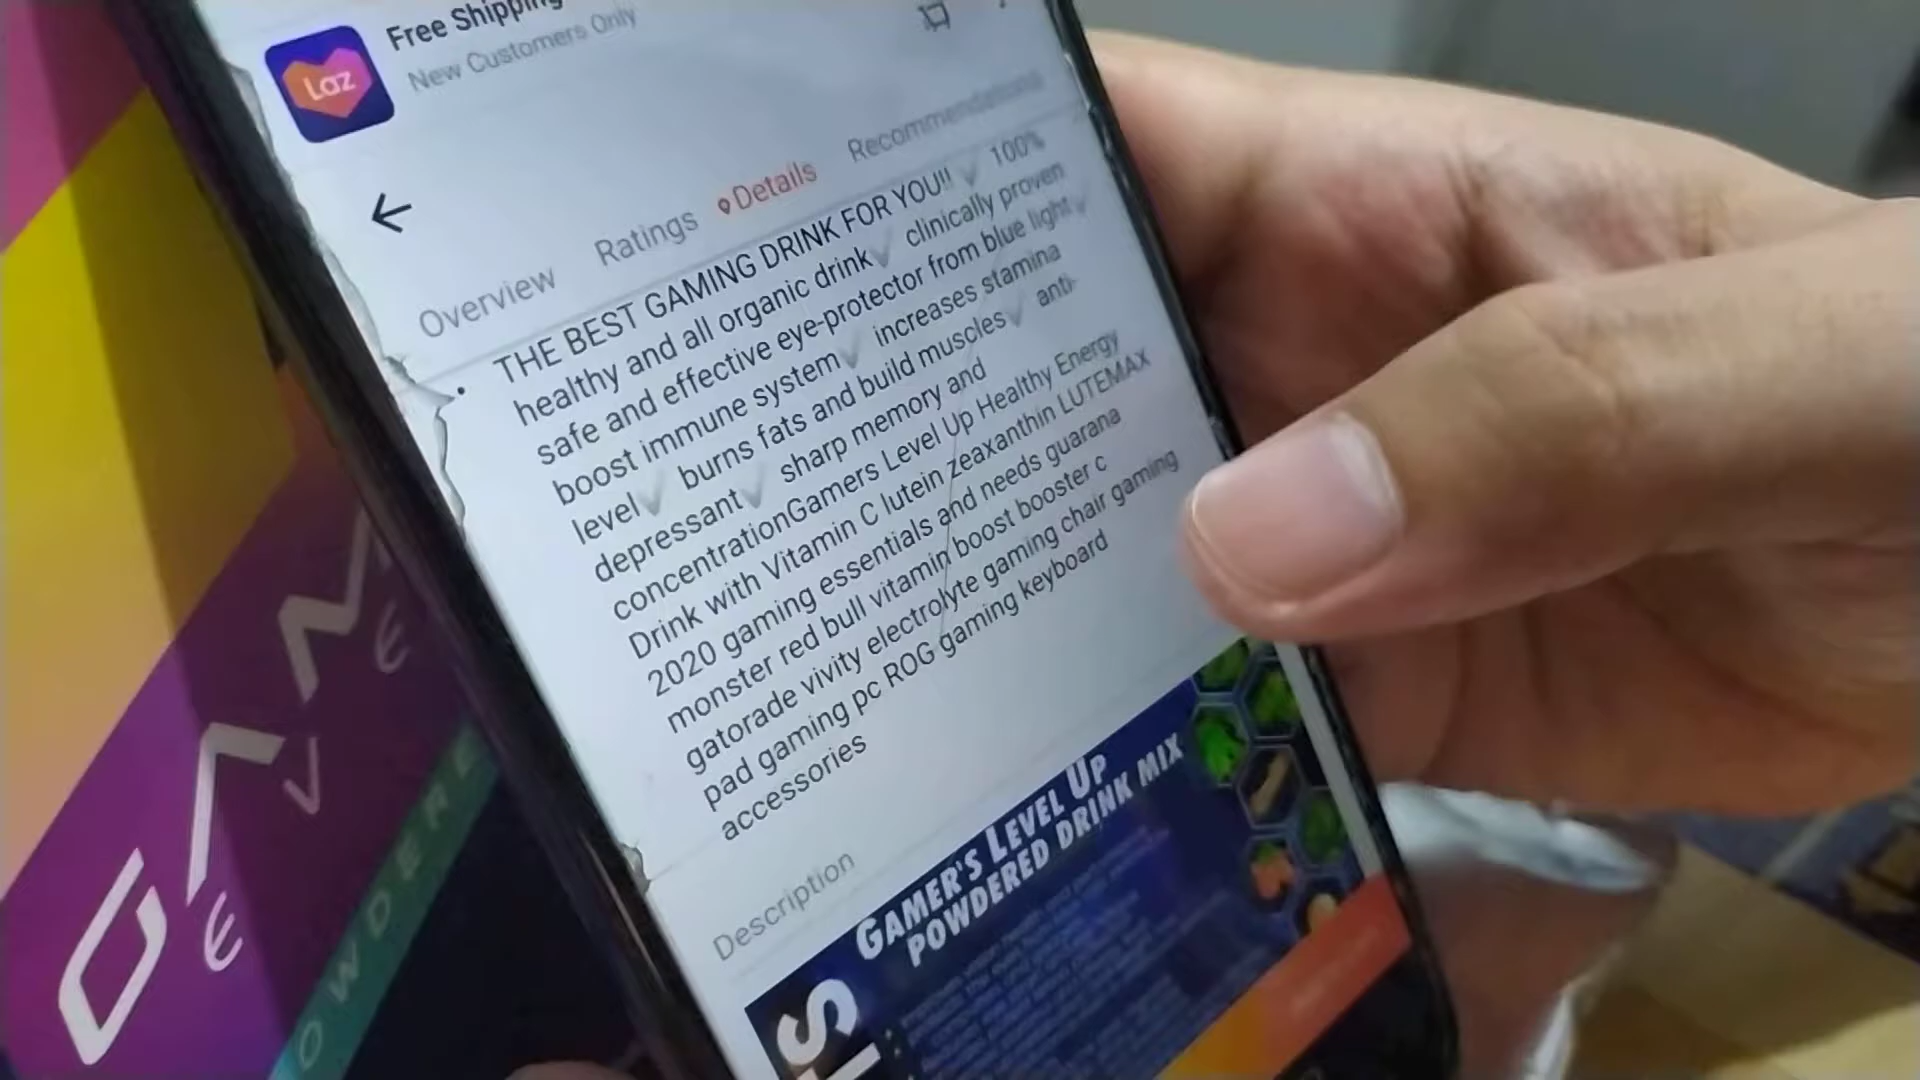 Free Shipping
New Customers Only
Laz
Overview Ratings Details Recommendations
• THE BEST GAMING DRINK FOR YOU!! ✓ 100%
healthy and all organic drink✓ clinically proven
safe and effective eye-protector from blue light✓
boost immune system✓ increases stamina
level✓ burns fats and build muscles✓ anti-
depressant✓ sharp memory and
concentrationGamers Level Up Healthy Energy
Drink with Vitamin C lutein zeaxanthin LUTEMAX
2020 gaming essentials and needs guarana
monster red bull vitamin boost booster c
gatorade vivity electrolyte gaming chair gaming
pad gaming pc ROG gaming keyboard
accessories
Description
GAMER'S LEVEL UP
POWDERED DRINK MIX
GAM
LEVE
OWDERE